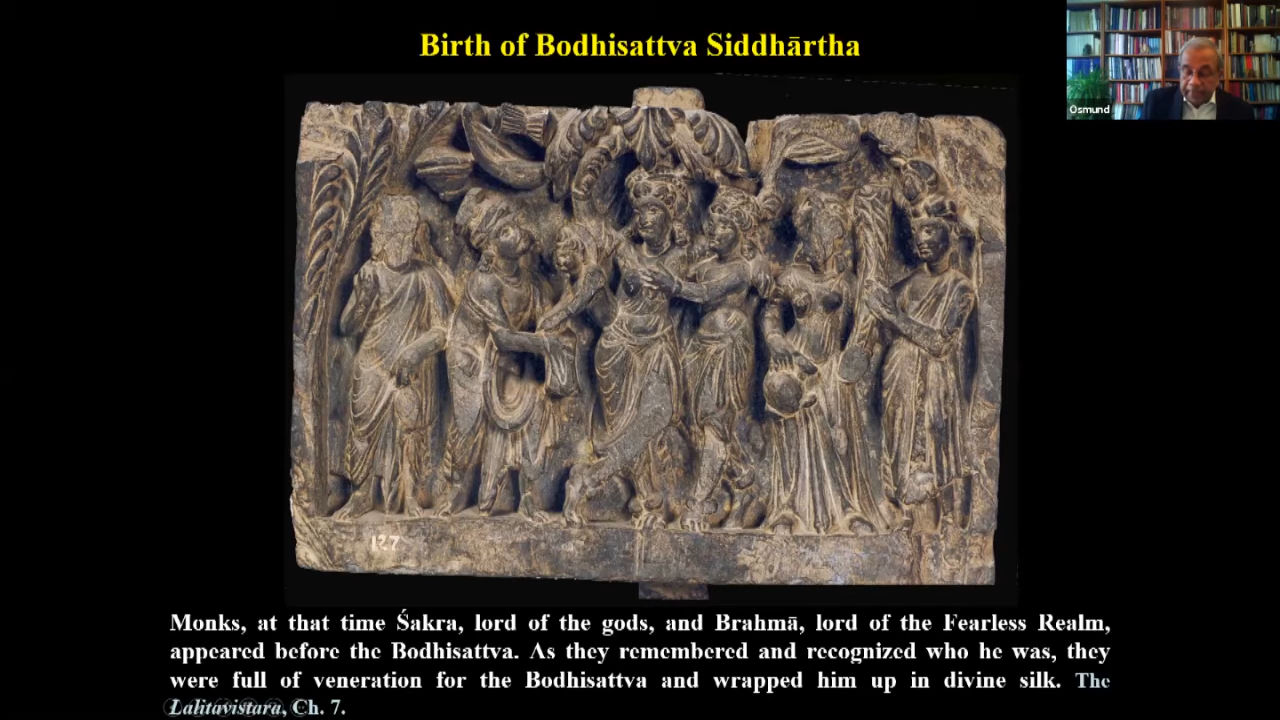 Birth of Bodhisattva Siddhārtha
Osmund
127
Monks, at that time Śakra, lord of the gods, and Brahmā, lord of the Fearless Realm,
appeared before the Bodhisattva. As they remembered and recognized who he was, they
were full of veneration for the Bodhisattva and wrapped him up in divine silk. The
Lalitavistara, Ch. 7.